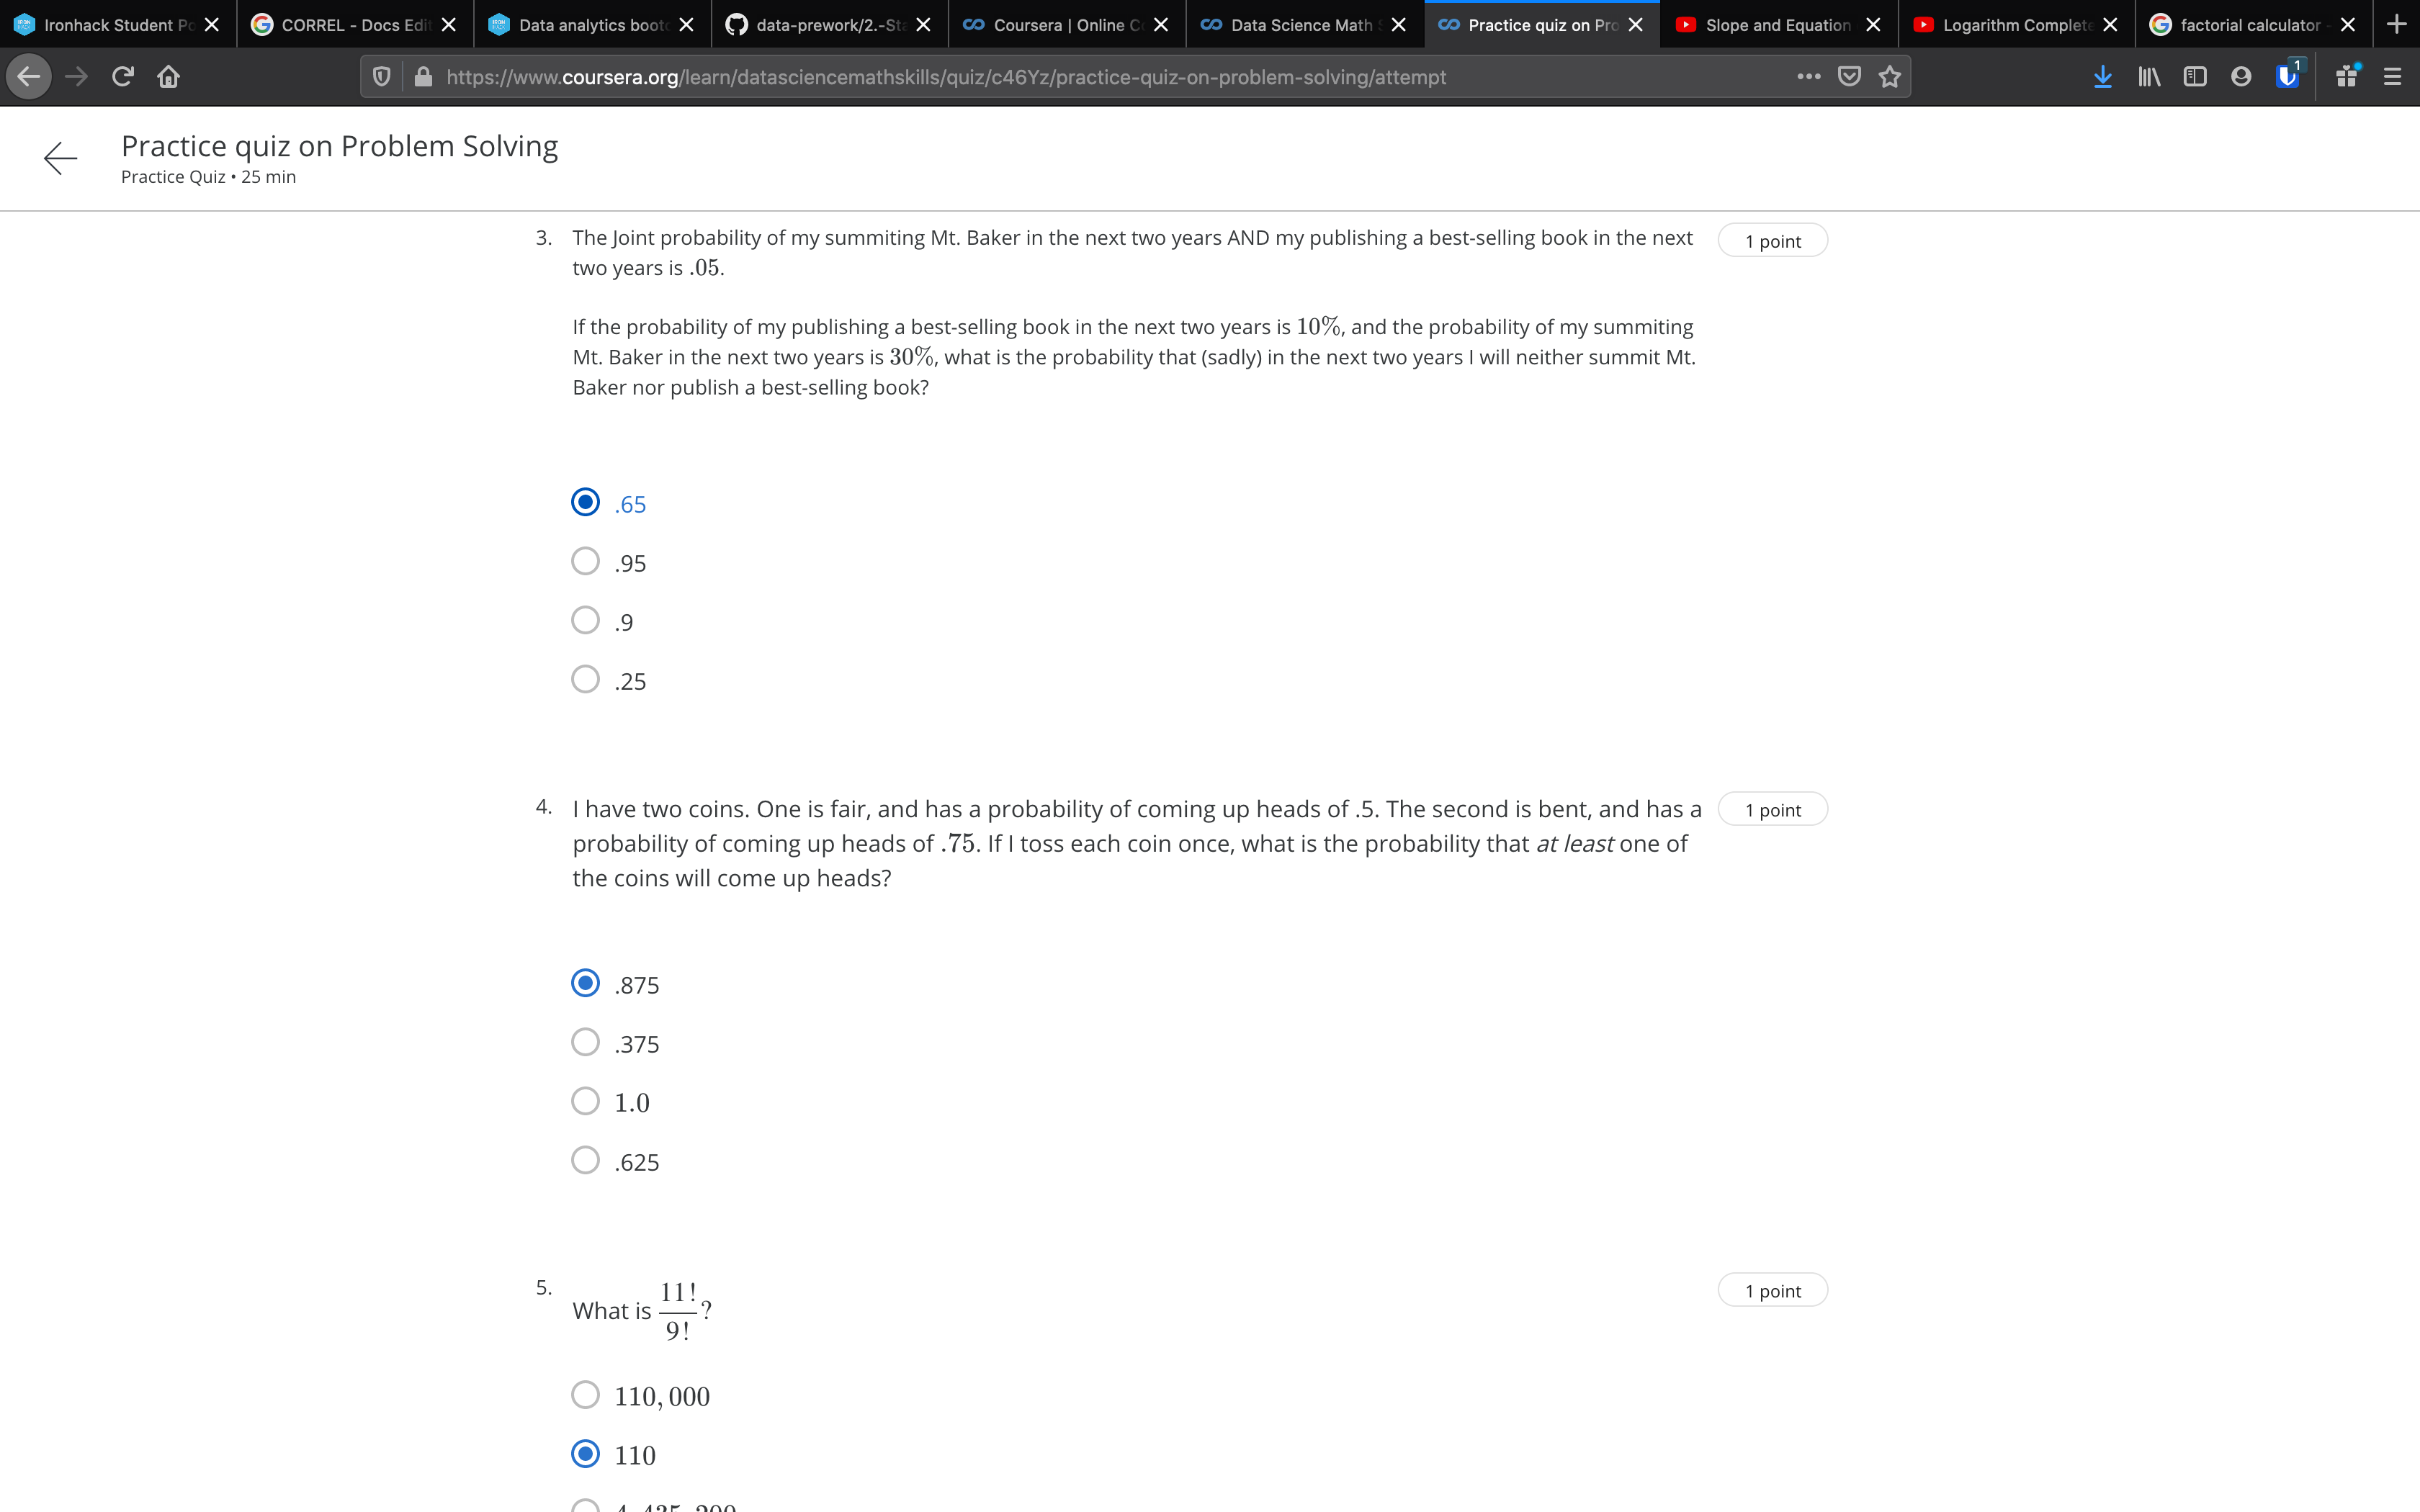 Ironhack Student Po
CORREL - Docs Edit
Data analytics bootc
data-prework/2.-Sta
Coursera | Online Co
Data Science Math S
Practice quiz on Pro
Slope and Equation
Logarithm Complete
factorial calculator -
https://www.coursera.org/learn/datasciencemathskills/quiz/c46Yz/practice-quiz-on-problem-solving/attempt
1
Practice quiz on Problem Solving
Practice Quiz • 25 min
3. The Joint probability of my summiting Mt. Baker in the next two years AND my publishing a best-selling book in the next
two years is .05.
1 point
If the probability of my publishing a best-selling book in the next two years is 10%, and the probability of my summiting
Mt. Baker in the next two years is 30%, what is the probability that (sadly) in the next two years I will neither summit Mt.
Baker nor publish a best-selling book?
.65
.95
.9
.25
4. I have two coins. One is fair, and has a probability of coming up heads of .5. The second is bent, and has a
probability of coming up heads of .75. If I toss each coin once, what is the probability that at least one of
the coins will come up heads?
1 point
.875
.375
1.0
.625
5. What is 11!/9!?
1 point
110,000
110
4,435,200